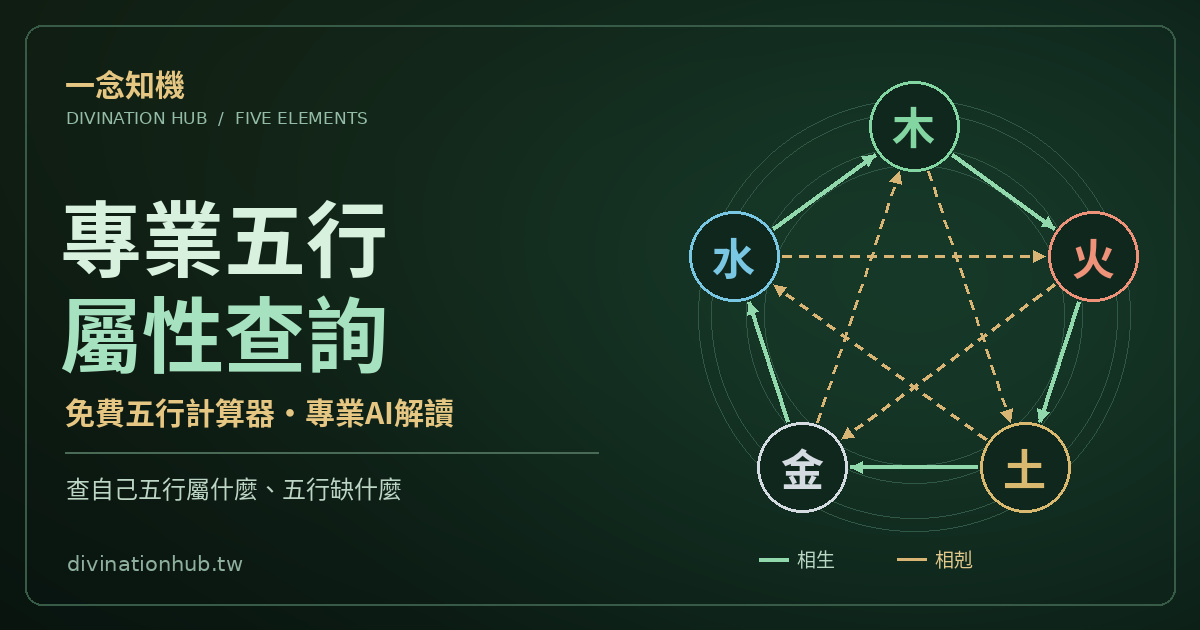 一念知機
DIVINATION HUB / FIVE ELEMENTS
專業五行
屬性查詢
免費五行計算器・專業AI解讀
查自己五行屬什麼、五行缺什麼
divinationhub.tw
木
水
火
金
土
相生
相剋